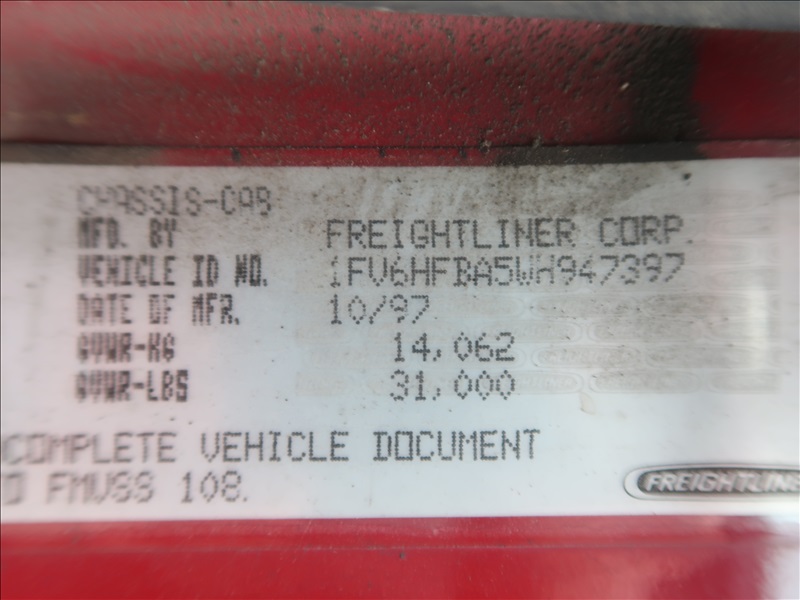 CHASSIS-CAB
MFD. BY FREIGHTLINER CORP.
VEHICLE ID NO. 1FV6HFBA5WH947397
DATE OF MFR. 10/97
GVWR-KG 14,062
GVWR-LBS 31,000
COMPLETE VEHICLE DOCUMENT
O FMVSS 108.
FREIGHTLINE